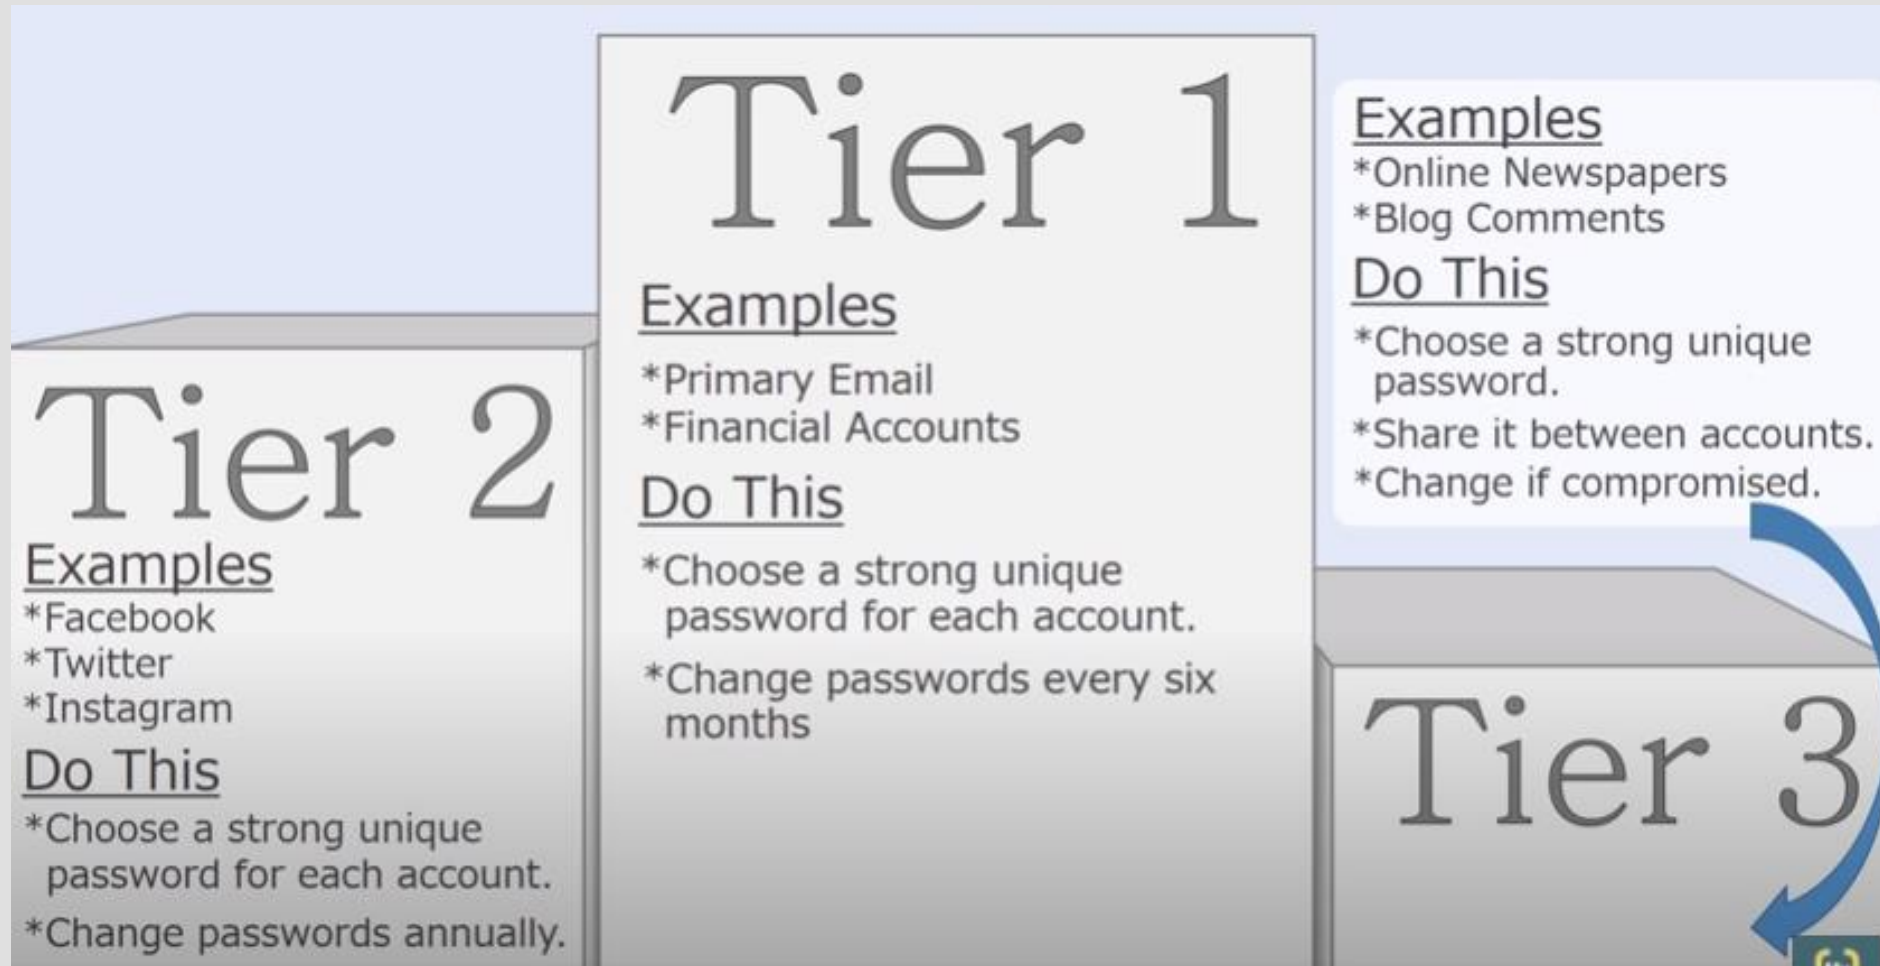 Tier 1
Examples
*Primary Email
*Financial Accounts
Do This
*Choose a strong unique
password for each account.
*Change passwords every six
months
Tier 2
Examples
*Facebook
*Twitter
*Instagram
Do This
*Choose a strong unique
password for each account.
*Change passwords annually.
Examples
*Online Newspapers
*Blog Comments
Do This
*Choose a strong unique
password.
*Share it between accounts.
*Change if compromised.
Tier 3